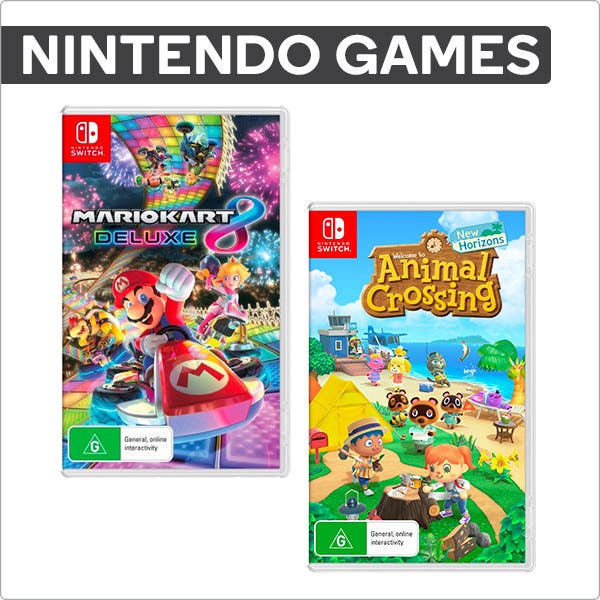 NINTENDO GAMES
NINTENDO
SWITCH
MARIOKART 8
DELUXE
M
G
General, online
interactivity
NINTENDO
SWITCH
New
Horizons
Welcome to
Animal
Crossing
G
General, online
interactivity